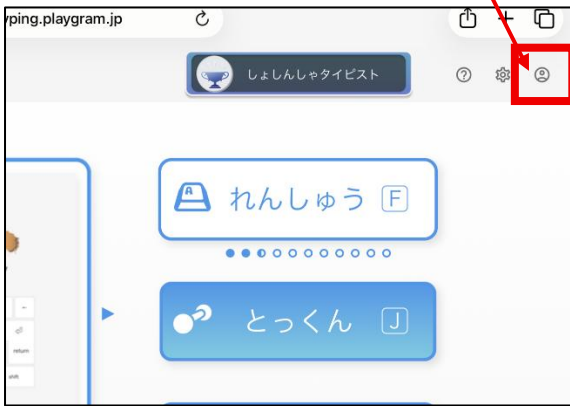 yping.playgram.jp
しょしんしゃタイピスト
A
れんしゅう F
return
とっくん J
shift